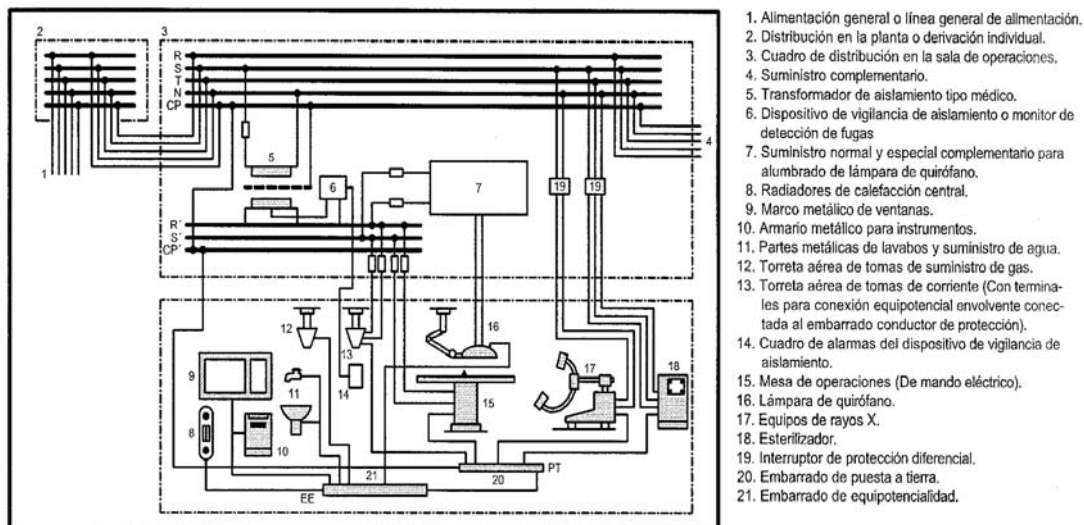 2
3
R
S
T
N
CP
1
4
5
6
7
19
19
R´
S´
CP´
12
13
16
17
18
9
11
14
15
8
10
21
20
PT
EE
1. Alimentación general o línea general de alimentación.
2. Distribución en la planta o derivación individual.
3. Cuadro de distribución en la sala de operaciones.
4. Suministro complementario.
5. Transformador de aislamiento tipo médico.
6. Dispositivo de vigilancia de aislamiento o monitor de
detección de fugas
7. Suministro normal y especial complementario para
alumbrado de lámpara de quirófano.
8. Radiadores de calefacción central.
9. Marco metálico de ventanas.
10. Armario metálico para instrumentos.
11. Partes metálicas de lavabos y suministro de agua.
12. Torreta aérea de tomas de suministro de gas.
13. Torreta aérea de tomas de corriente (Con termina-
les para conexión equipotencial envolvente conec-
tada al embarrado conductor de protección).
14. Cuadro de alarmas del dispositivo de vigilancia de
aislamiento.
15. Mesa de operaciones (De mando eléctrico).
16. Lámpara de quirófano.
17. Equipos de rayos X.
18. Esterilizador.
19. Interruptor de protección diferencial.
20. Embarrado de puesta a tierra.
21. Embarrado de equipotencialidad.